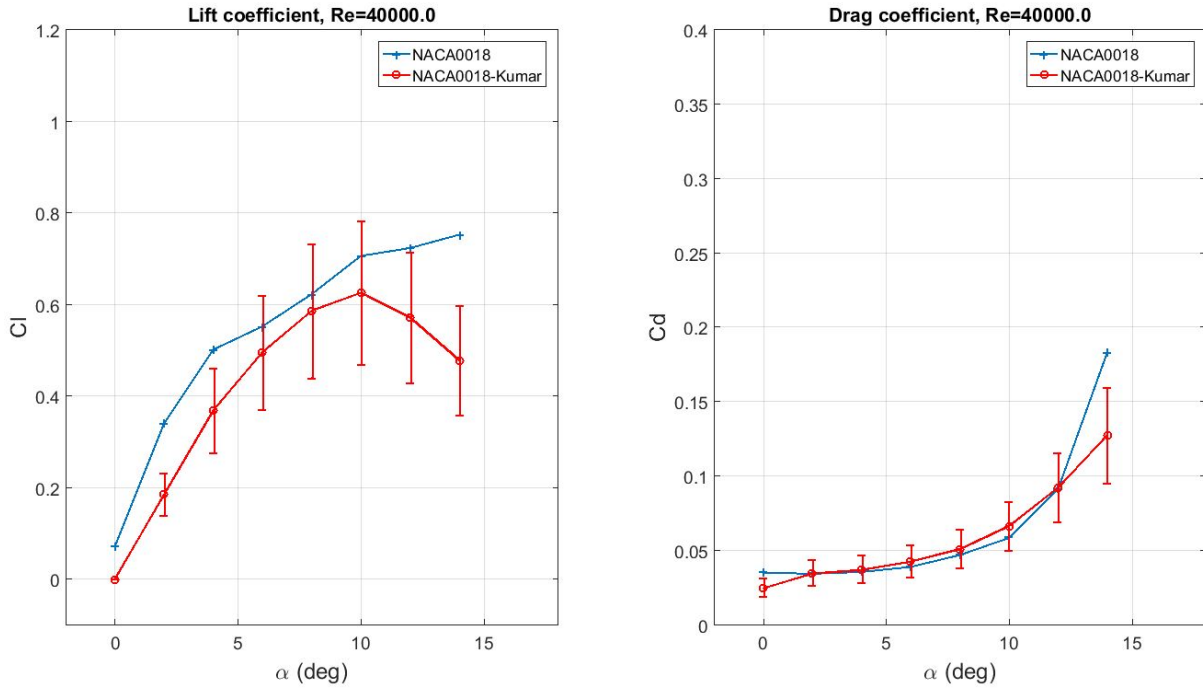 Lift coefficient, Re=40000.0
1.2
1
0.8
0.6
0.4
0.2
0
0
5
10
15
Cl
α (deg)
NACA0018
NACA0018-Kumar
Drag coefficient, Re=40000.0
0.4
0.35
0.3
0.25
0.2
0.15
0.1
0.05
0
0
5
10
15
Cd
α (deg)
NACA0018
NACA0018-Kumar